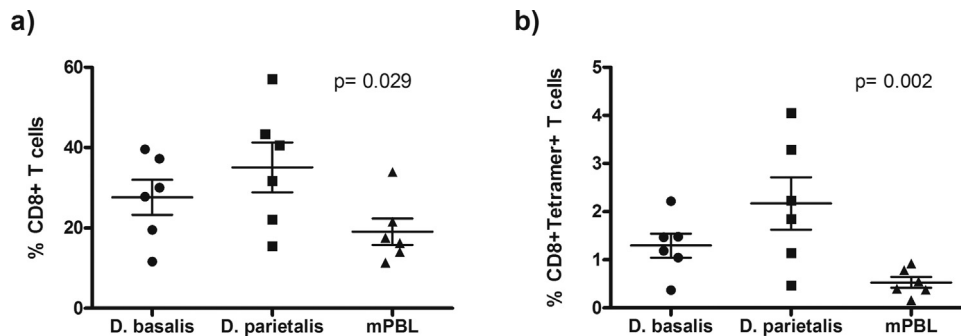 a)
% CD8+ T cells
60
40
20
0
p= 0.029
D. basalis D. parietalis mPBL
b)
% CD8+Tetramer+ T cells
5
4
3
2
1
0
p= 0.002
D. basalis D. parietalis mPBL